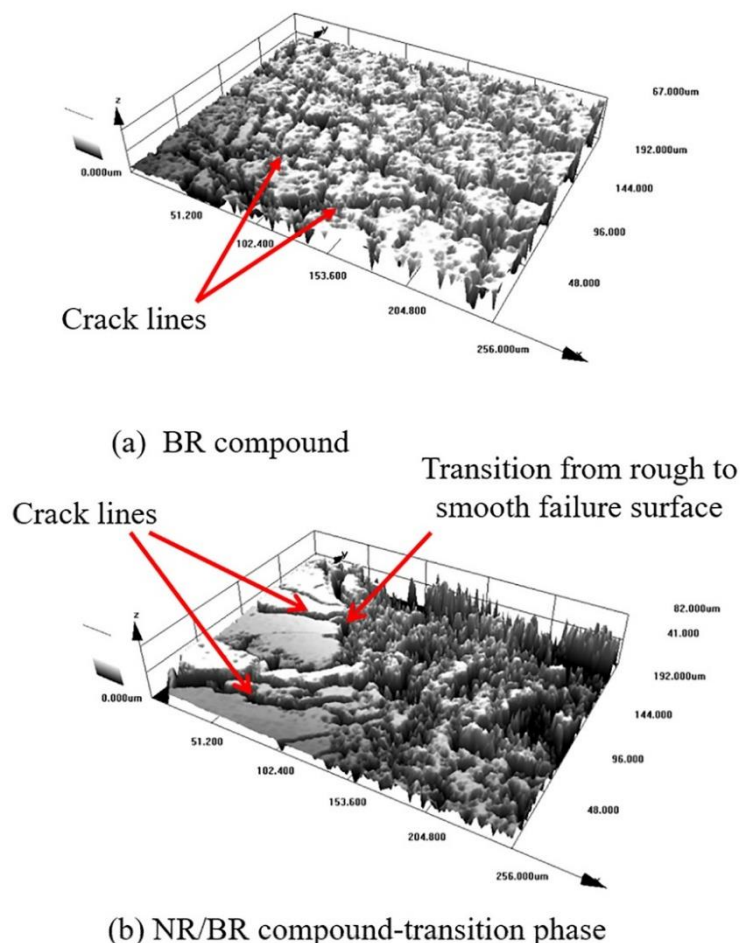 y
z
67.000um
192.000um
0.000um
144.000
51.200
96.000
102.400
48.000
153.600
Crack lines
204.800
256.000um
x
(a) BR compound
Transition from rough to
Crack lines
smooth failure surface
y
z
82.000um
41.000
192.000um
0.000um
144.000
51.200
96.000
102.400
48.000
153.600
204.800
256.000um
x
(b) NR/BR compound-transition phase